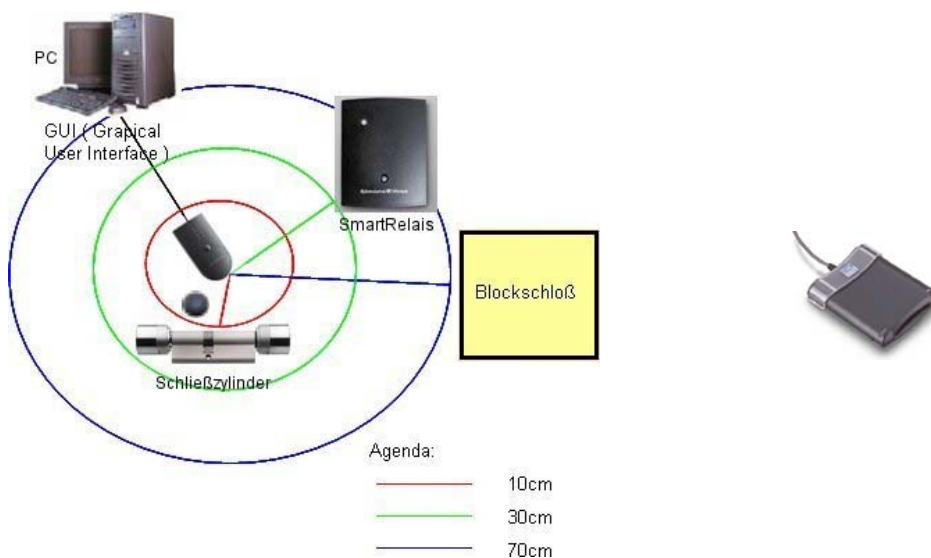 PC
GUI ( Grapical
User Interface )
SmartRelais
Blockschloß
Schließzylinder
Agenda:
10cm
30cm
70cm